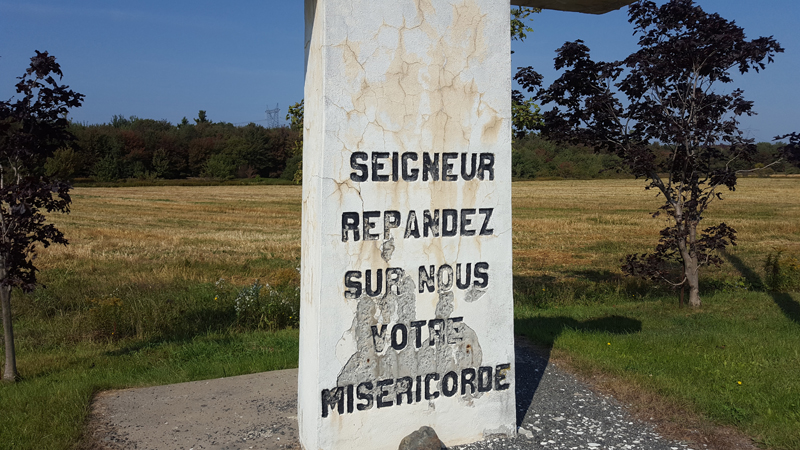 SEIGNEUR
REPANDEZ
SUR NOUS
VOTRE
MISERICORDE